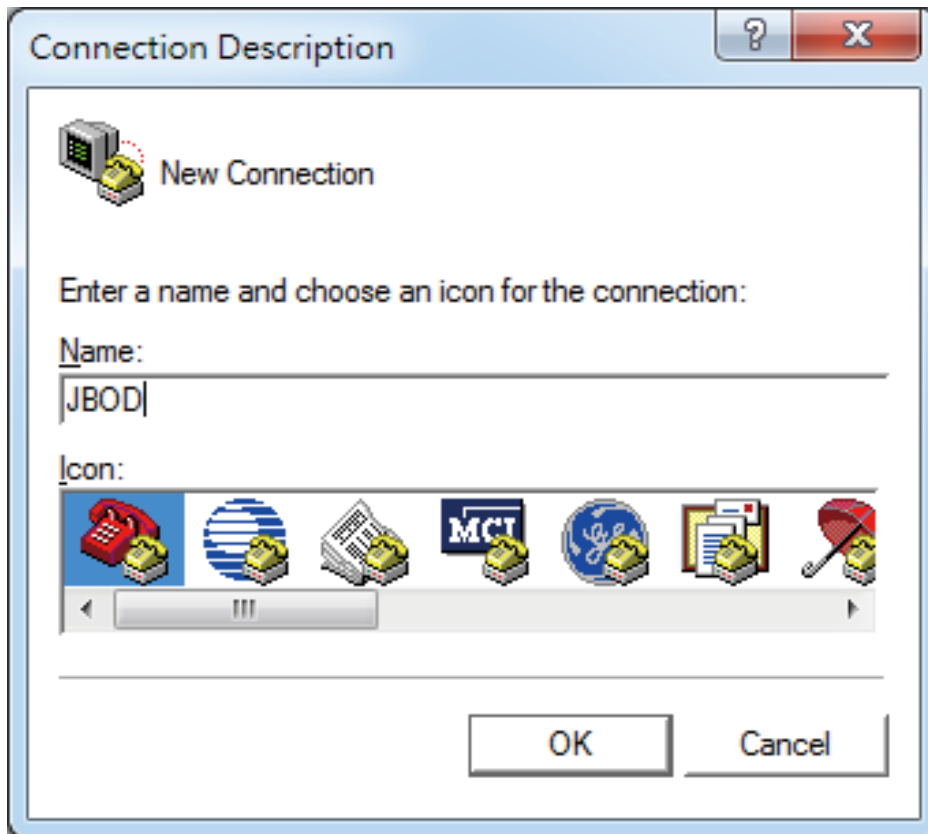 Connection Description
New Connection
Enter a name and choose an icon for the connection:
Name:
JBOD
Icon:
MCI
OK
Cancel